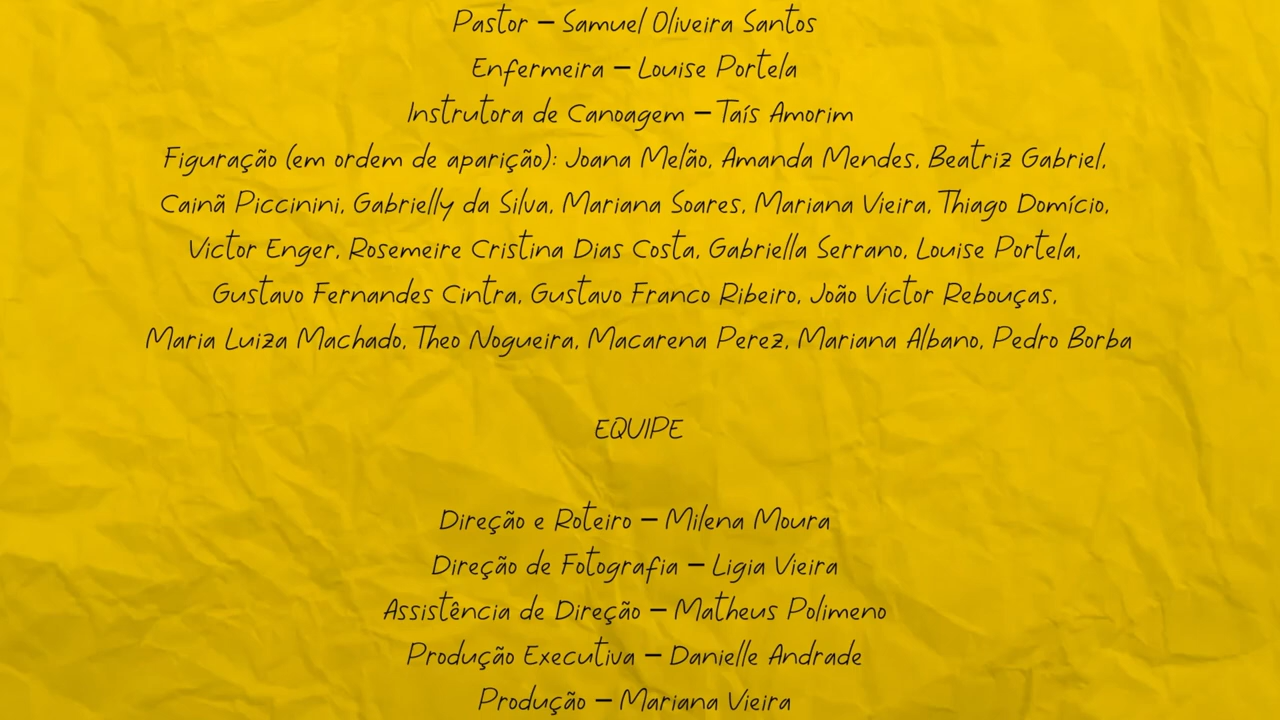 Pastor – Samuel Oliveira Santos
Enfermeira – Louise Portela
Instrutora de Canoagem – Taís Amorim
Figuração (em ordem de aparição): Joana Melão, Amanda Mendes, Beatriz Gabriel,
Cainã Piccinini, Gabrielly da Silva, Mariana Soares, Mariana Vieira, Thiago Domício,
Victor Enger, Rosemeire Cristina Dias Costa, Gabriella Serrano, Louise Portela,
Gustavo Fernandes Cintra, Gustavo Franco Ribeiro, João Victor Rebouças,
Maria Luiza Machado, Theo Nogueira, Macarena Perez, Mariana Albano, Pedro Borba
EQUIPE
Direção e Roteiro – Milena Moura
Direção de Fotografia – Ligia Vieira
Assistência de Direção – Matheus Polimeno
Produção Executiva – Danielle Andrade
Produção – Mariana Vieira